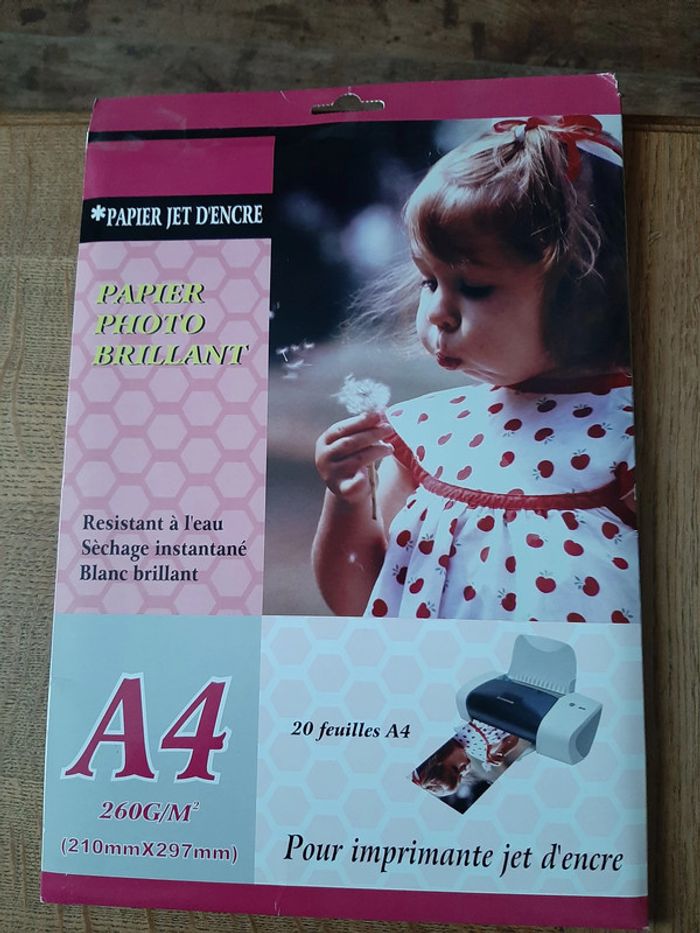 *PAPIER JET D'ENCRE
PAPIER
PHOTO
BRILLANT
Resistant à l'eau
Sèchage instantané
Blanc brillant
A4
260G/M²
(210mmX297mm)
20 feuilles A4
Pour imprimante jet d'encre